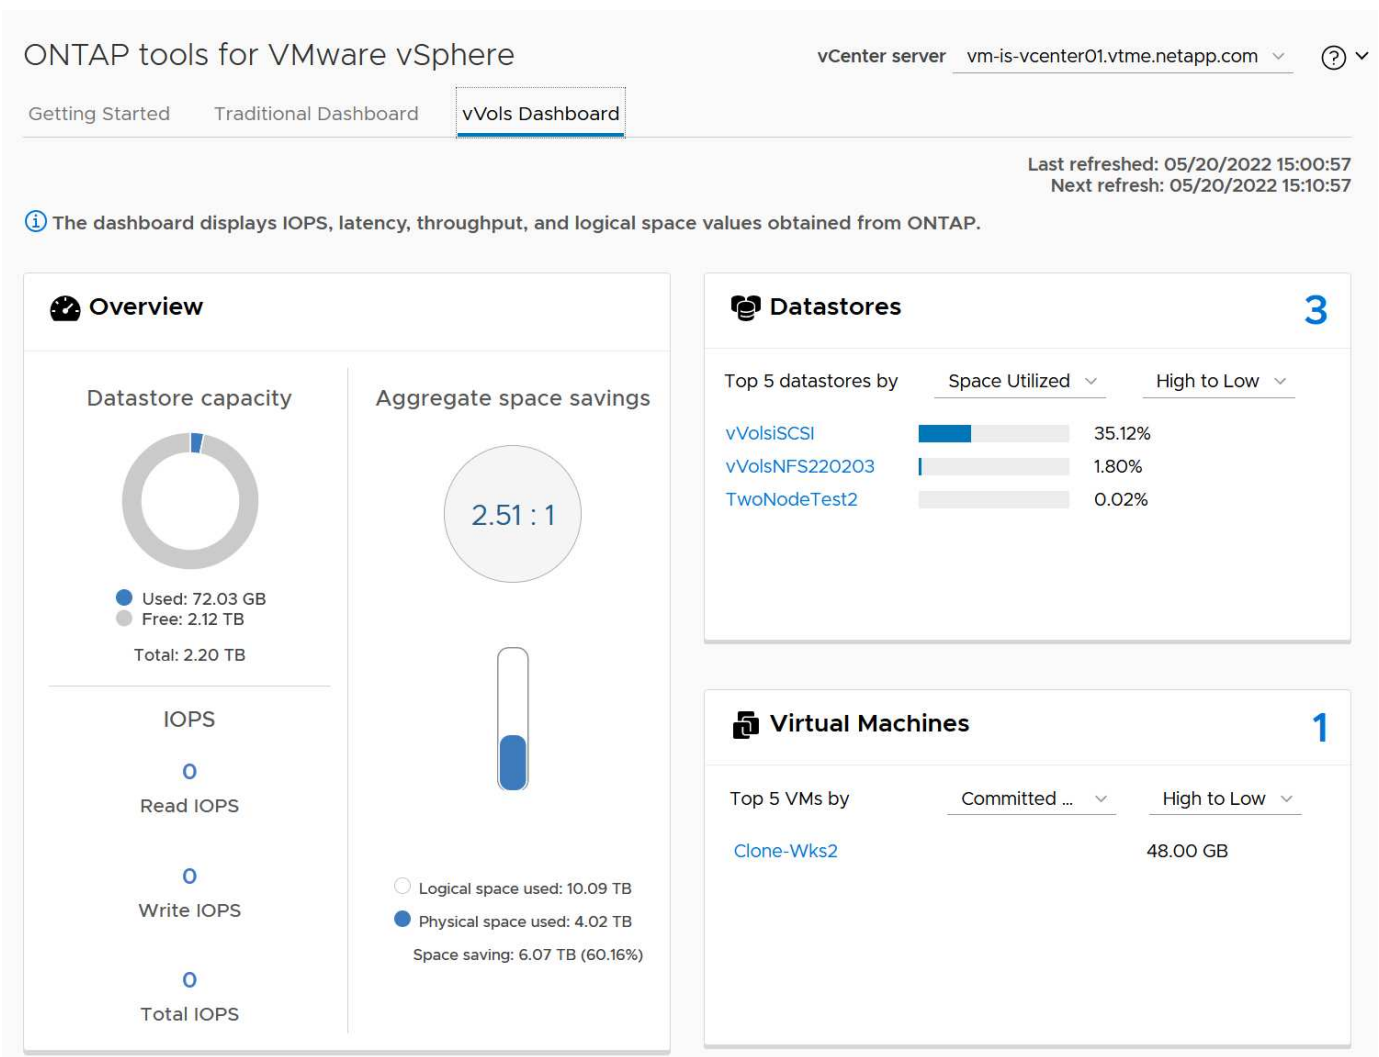 ONTAP tools for VMware vSphere
vCenter server vm-is-vcenter01.vtme.netapp.com
Getting Started Traditional Dashboard vVols Dashboard
Last refreshed: 05/20/2022 15:00:57
Next refresh: 05/20/2022 15:10:57
The dashboard displays IOPS, latency, throughput, and logical space values obtained from ONTAP.
Overview
Datastore capacity
Used: 72.03 GB
Free: 2.12 TB
Total: 2.20 TB
IOPS
0
Read IOPS
0
Write IOPS
0
Total IOPS
Aggregate space savings
2.51 : 1
Logical space used: 10.09 TB
Physical space used: 4.02 TB
Space saving: 6.07 TB (60.16%)
Datastores 3
Top 5 datastores by Space Utilized High to Low
vVolsiSCSI 35.12%
vVolsNFS220203 1.80%
TwoNodeTest2 0.02%
Virtual Machines 1
Top 5 VMs by Committed ... High to Low
Clone-Wks2 48.00 GB